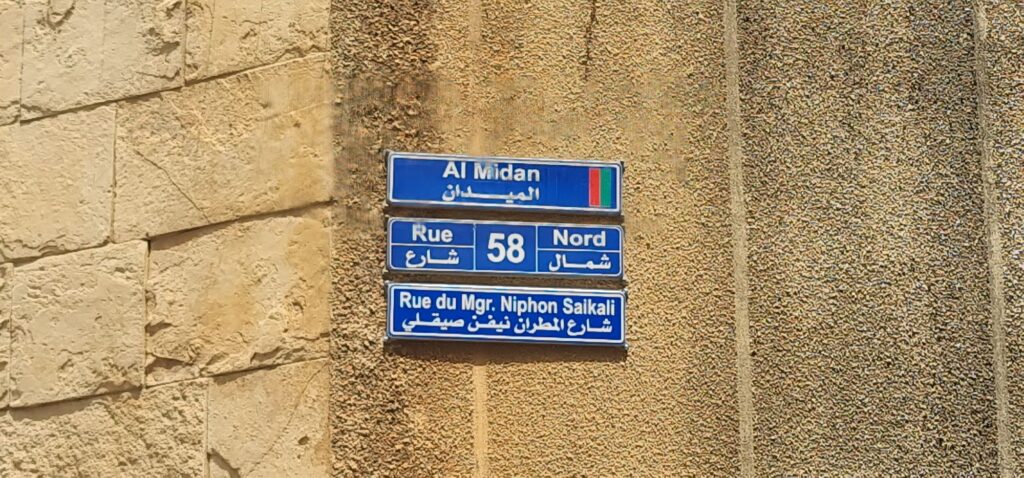 Al Midan
الميدان
Rue 58 Nord
شارع شمال
Rue du Mgr. Niphon Saikali
شارع المطران نيفن صيقلي